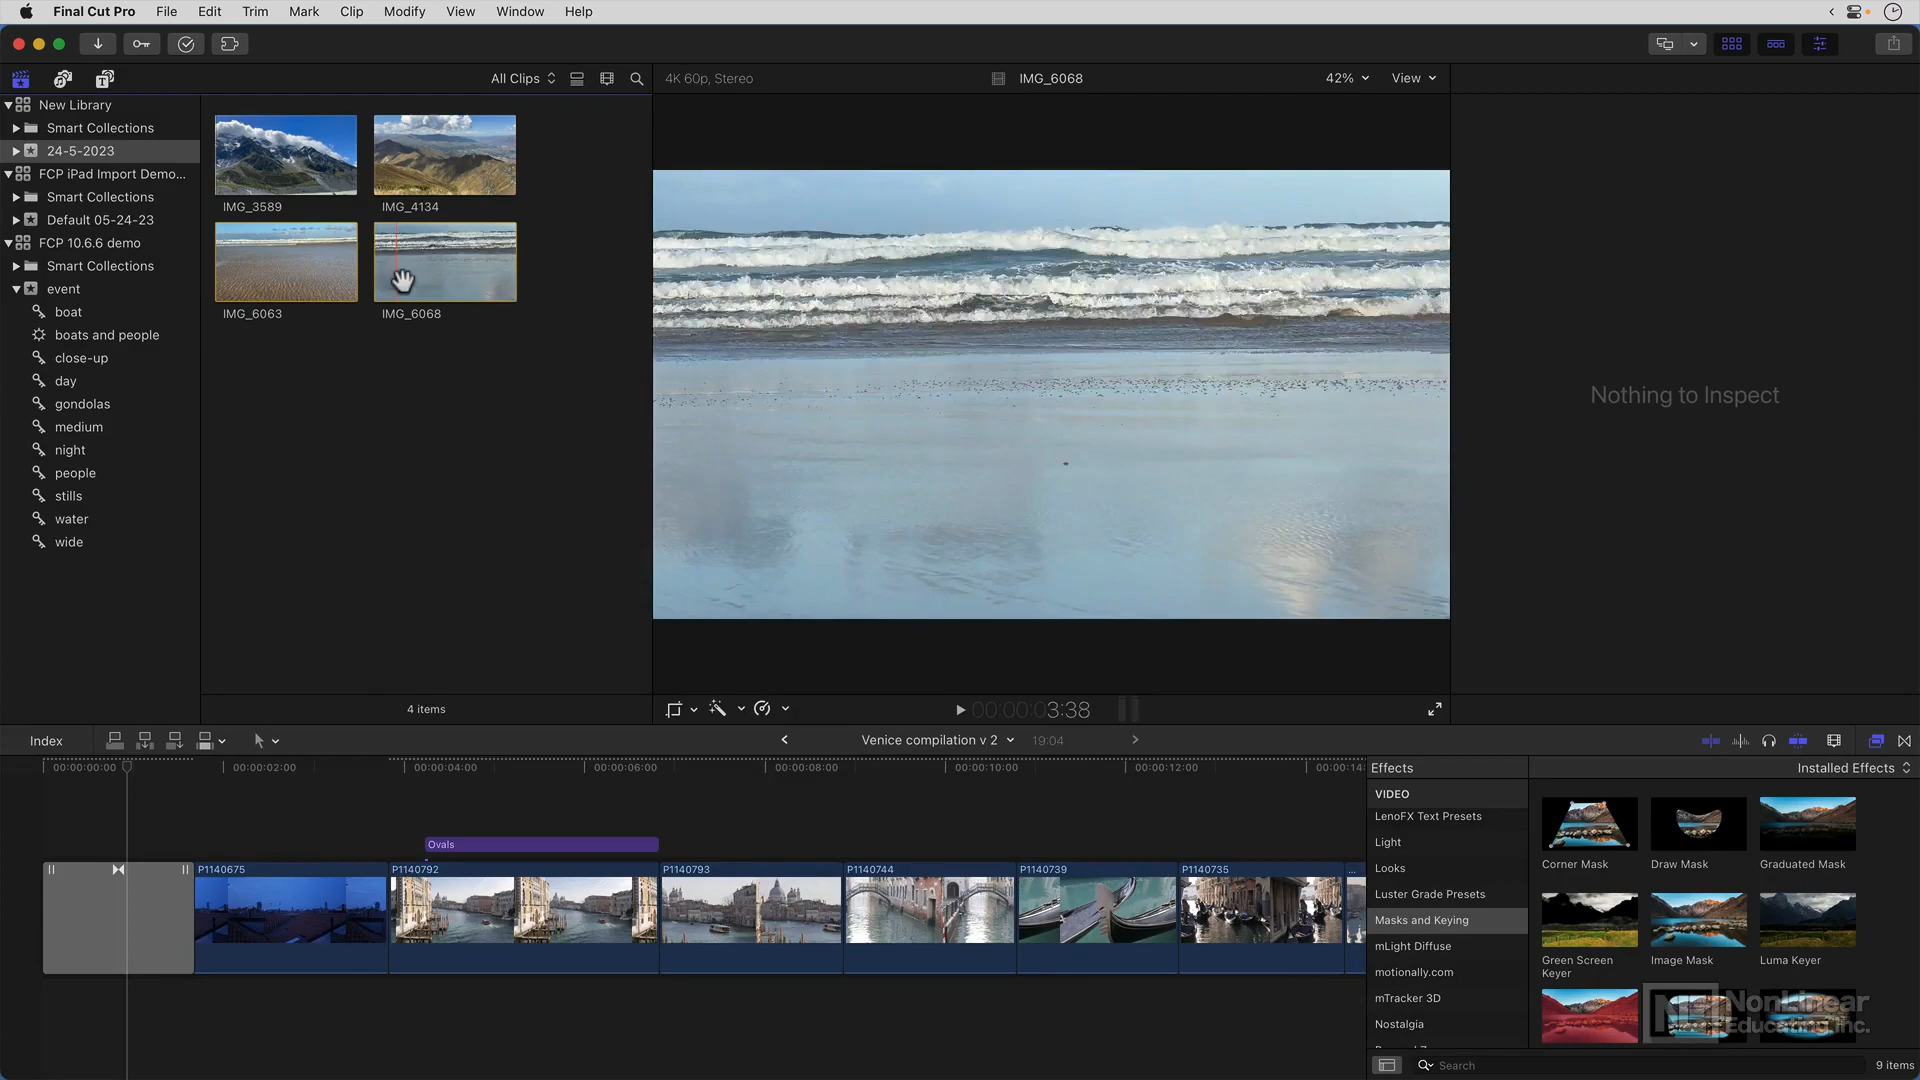 Final Cut Pro File Edit Trim Mark Clip Modify View Window Help
All Clips
4K 60p, Stereo
IMG_6068
42%
View
New Library
Smart Collections
24-5-2023
FCP iPad Import Demo...
Smart Collections
Default 05-24-23
FCP 10.6.6 demo
Smart Collections
event
boat
boats and people
close-up
day
gondolas
medium
night
people
stills
water
wide
IMG_3589
IMG_4134
IMG_6063
IMG_6068
4 items
Nothing to Inspect
00:00:03:38
Index
Venice compilation v 2
19:04
00:00:00:00
00:00:02:00
00:00:04:00
00:00:06:00
00:00:08:00
00:00:10:00
00:00:12:00
00:00:14:
Ovals
P1140675
P1140792
P1140793
P1140744
P1140739
P1140735
...
Effects
Installed Effects
VIDEO
LenoFX Text Presets
Light
Looks
Luster Grade Presets
Masks and Keying
mLight Diffuse
motionally.com
mTracker 3D
Nostalgia
Corner Mask
Draw Mask
Graduated Mask
Green Screen
Keyer
Image Mask
Luma Keyer
NonLinear
Educating Inc.
Search
9 items